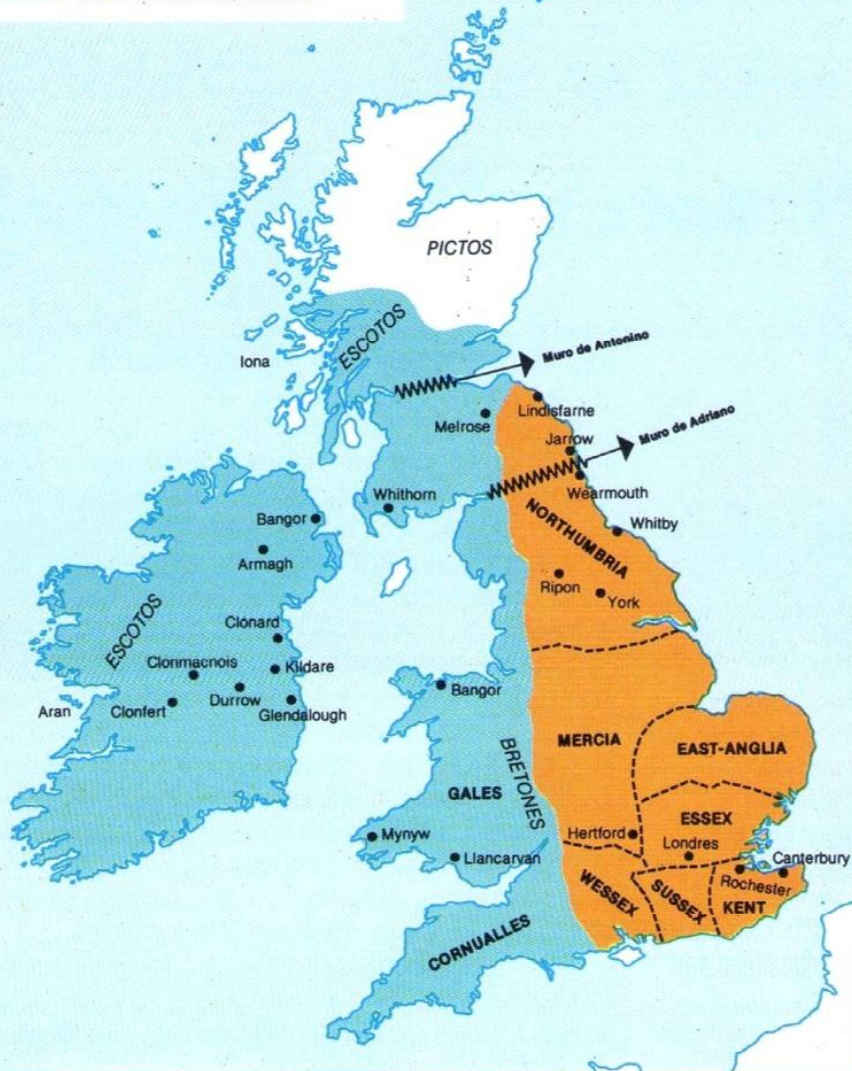 PICTOS
ESCOTOS
Iona
Muro de Antonino
Melrose
Lindisfarne
Muro de Adriano
Jarrow
Wearmouth
Whithorn
NORTHUMBRIA
Whitby
Bangor
Armagh
Ripon
York
ESCOTOS
Clonard
Clonmacnois
Kildare
Durrow
Aran
Clonfert
Glendalough
Bangor
BRETONES
MERCIA
EAST-ANGLIA
GALES
ESSEX
Mynyw
Hertford
Londres
Llancarvan
Canterbury
Rochester
WESSEX
SUSSEX
KENT
CORNUALLES